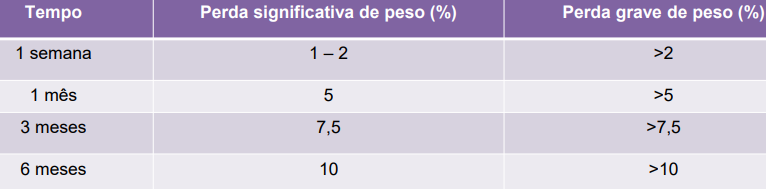 Tempo Perda significativa de peso (%) Perda grave de peso (%)
1 semana 1 – 2 >2
1 mês 5 >5
3 meses 7,5 >7,5
6 meses 10 >10